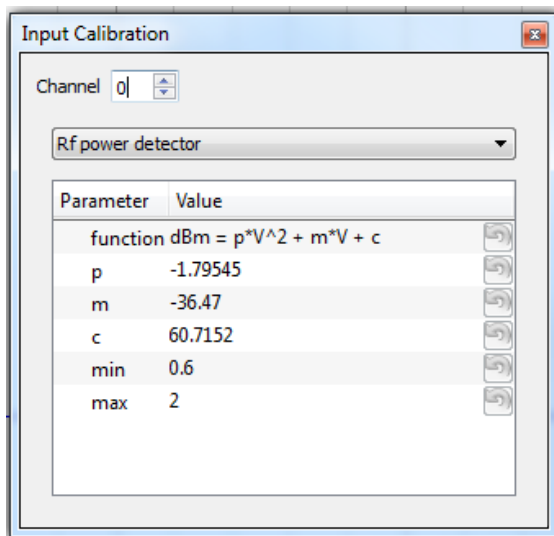 Input Calibration
Channel 0
Rf power detector
Parameter Value
function dBm = p*V^2 + m*V + c
p -1.79545
m -36.47
c 60.7152
min 0.6
max 2